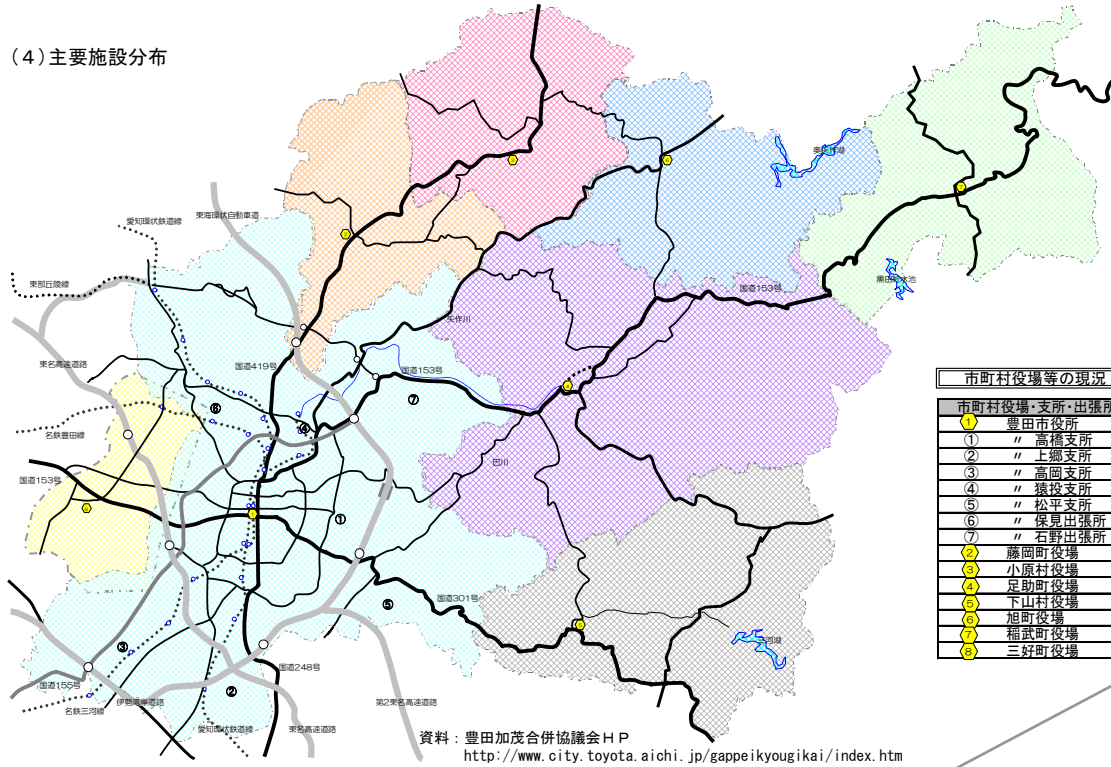 (4)主要施設分布
愛知環状鉄道線
東海環状自動車道
東部丘陵線
東名高速道路
国道419号
矢作川
国道153号
国道153号
黒田貯水池
⑥
⑦
④
名鉄豊田線
国道153号
巴川
①
⑤
国道301号
③
②
国道155号
名鉄三河線
伊勢湾岸道路
愛知環状鉄道線
国道248号
東名高速道路
第2東名高速道路
市町村役場等の現況
市町村役場・支所・出張所
1 豊田市役所
① 〃 高橋支所
② 〃 上郷支所
③ 〃 高岡支所
④ 〃 猿投支所
⑤ 〃 松平支所
⑥ 〃 保見出張所
⑦ 〃 石野出張所
2 藤岡町役場
3 小原村役場
4 足助町役場
5 下山村役場
6 旭町役場
7 稲武町役場
8 三好町役場
資料:豊田加茂合併協議会HP
http://www.city.toyota.aichi.jp/gappeikyougikai/index.htm